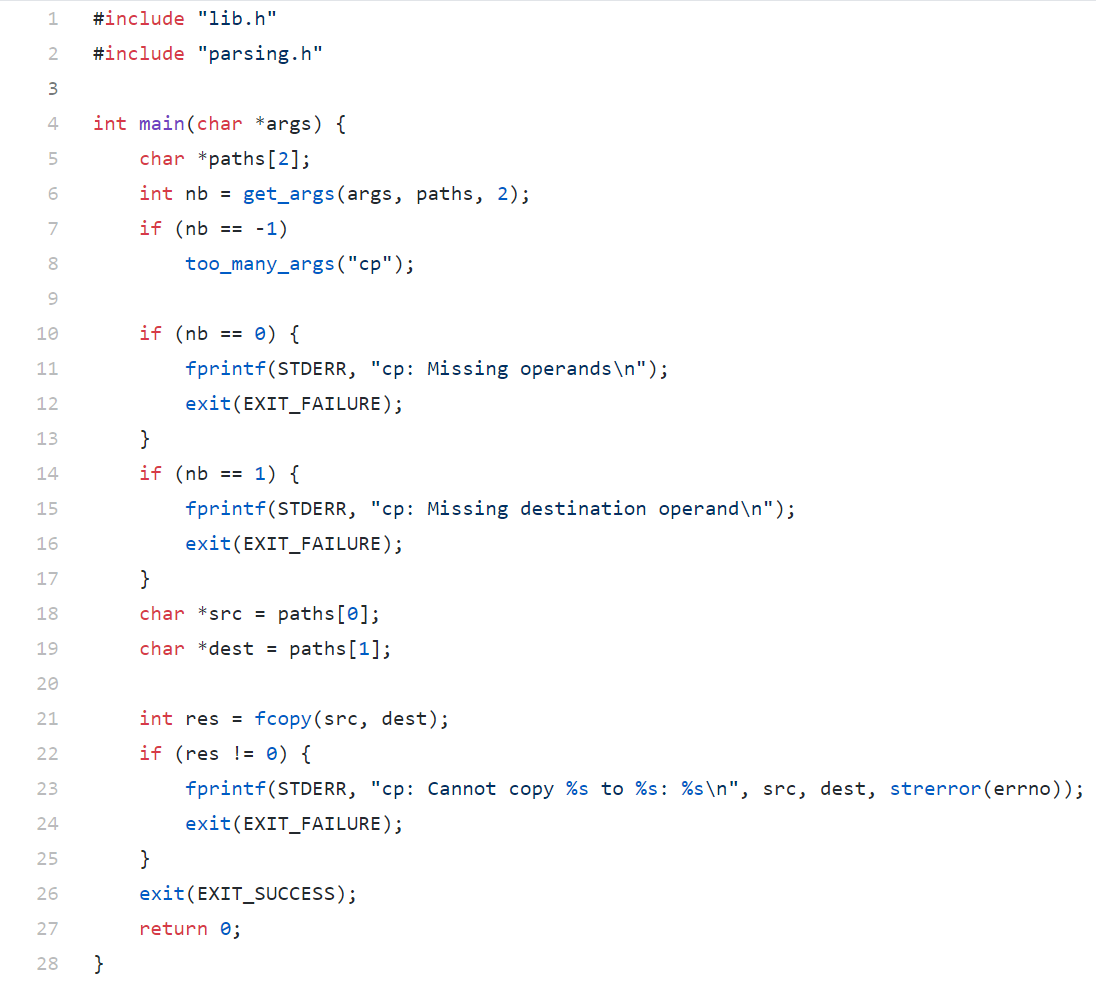 1 #include "lib.h"
2 #include "parsing.h"
3
4 int main(char *args) {
5     char *paths[2];
6     int nb = get_args(args, paths, 2);
7     if (nb == -1)
8         too_many_args("cp");
9
10     if (nb == 0) {
11         fprintf(STDERR, "cp: Missing operands\n");
12         exit(EXIT_FAILURE);
13     }
14     if (nb == 1) {
15         fprintf(STDERR, "cp: Missing destination operand\n");
16         exit(EXIT_FAILURE);
17     }
18     char *src = paths[0];
19     char *dest = paths[1];
20
21     int res = fcopy(src, dest);
22     if (res != 0) {
23         fprintf(STDERR, "cp: Cannot copy %s to %s: %s\n", src, dest, strerror(errno));
24         exit(EXIT_FAILURE);
25     }
26     exit(EXIT_SUCCESS);
27     return 0;
28 }